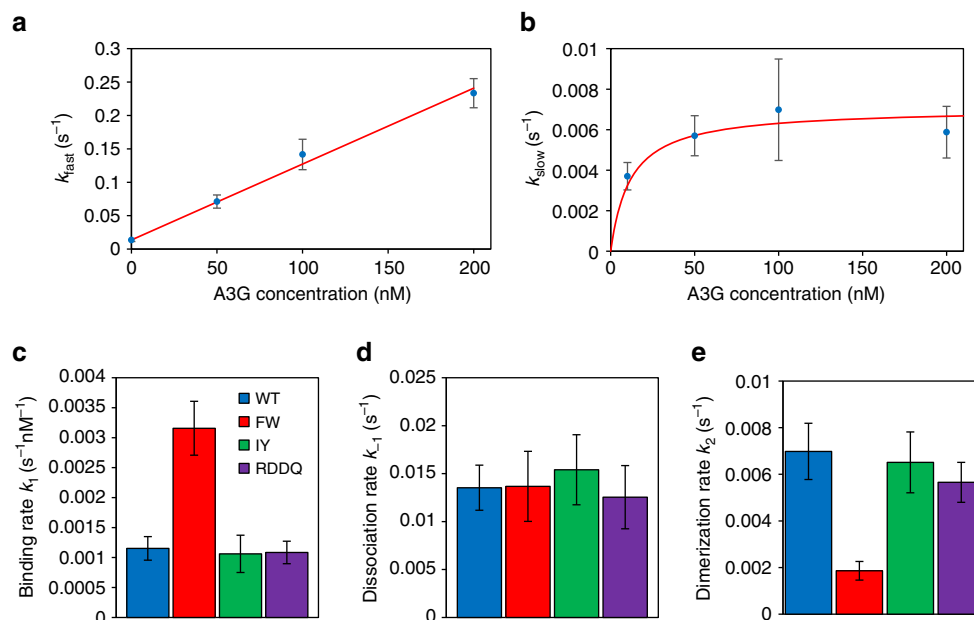 a
0.25
0.20
0.15
0.10
0.05
0
k_fast (s⁻¹)
0 50 100 150 200
A3G concentration (nM)
b
0.01
0.008
0.006
0.004
0.002
0
k_slow (s⁻¹)
0 50 100 150 200
A3G concentration (nM)
c
0.004
0.0035
0.003
0.0025
0.002
0.0015
0.001
0.0005
0
Binding rate k₁ (s⁻¹nM⁻¹)
WT
FW
IY
RDDQ
d
0.025
0.02
0.015
0.01
0.005
0
Dissociation rate k₋₁ (s⁻¹)
e
0.01
0.008
0.006
0.004
0.002
0
Dimerization rate k₂ (s⁻¹)